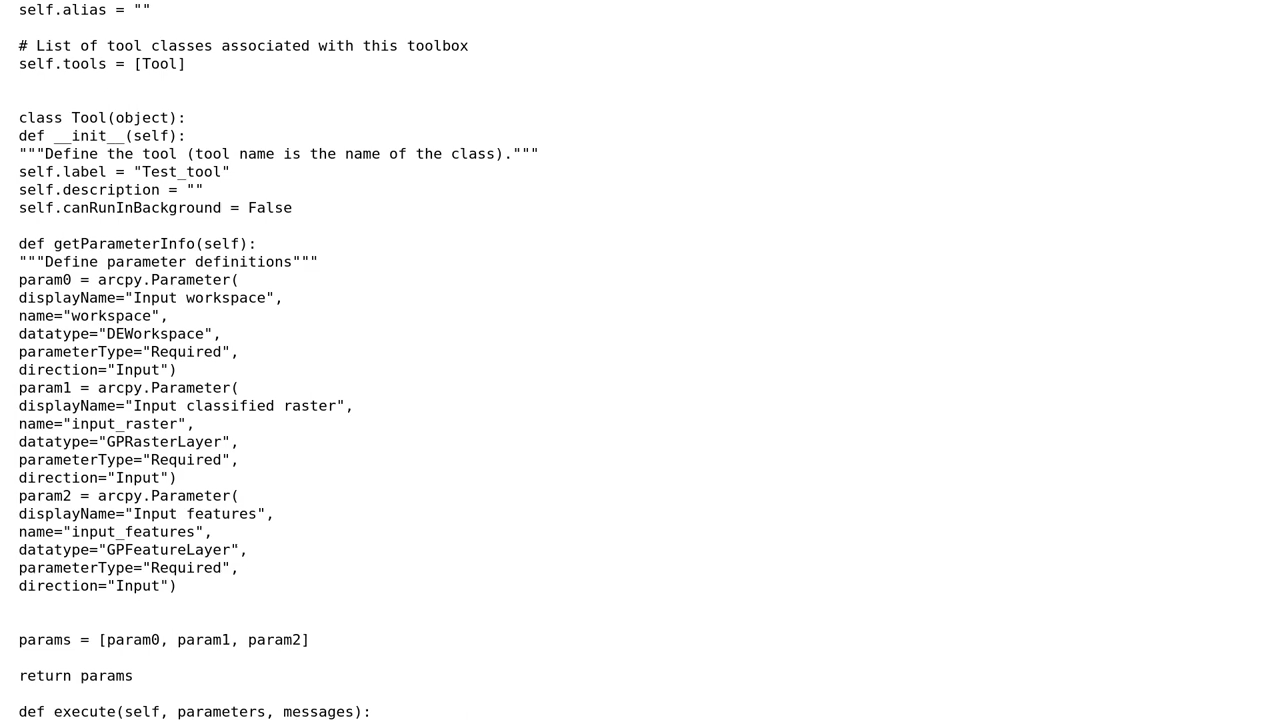 self.alias = ""
# List of tool classes associated with this toolbox
self.tools = [Tool]
class Tool(object):
def __init__(self):
"""Define the tool (tool name is the name of the class)."""
self.label = "Test_tool"
self.description = ""
self.canRunInBackground = False
def getParameterInfo(self):
"""Define parameter definitions"""
param0 = arcpy.Parameter(
displayName="Input workspace",
name="workspace",
datatype="DEWorkspace",
parameterType="Required",
direction="Input")
param1 = arcpy.Parameter(
displayName="Input classified raster",
name="input_raster",
datatype="GPRasterLayer",
parameterType="Required",
direction="Input")
param2 = arcpy.Parameter(
displayName="Input features",
name="input_features",
datatype="GPFeatureLayer",
parameterType="Required",
direction="Input")
params = [param0, param1, param2]
return params
def execute(self, parameters, messages):